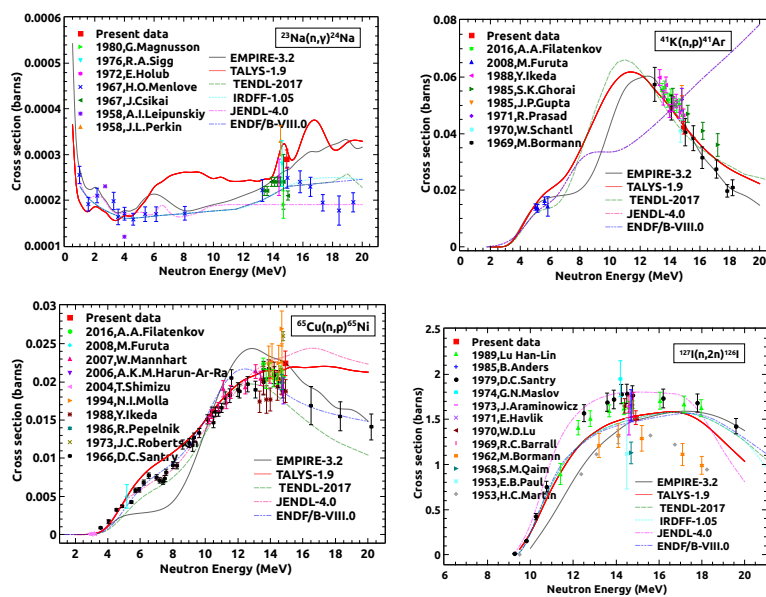 ²³Na(n,γ)²⁴Na
Present data
1980,G.Magnusson
1976,R.A.Sigg
1972,E.Holub
1967,H.O.Menlove
1967,J.Csikai
1958,A.I.Leipunskiy
1958,J.L.Perkin
EMPIRE-3.2
TALYS-1.9
TENDL-2017
IRDFF-1.05
JENDL-4.0
ENDF/B-VIII.0
Cross section (barns)
0.0006
0.0005
0.0004
0.0003
0.0002
0.0001
0 2 4 6 8 10 12 14 16 18 20
Neutron Energy (MeV)
⁴¹K(n,p)⁴¹Ar
Present data
2016,A.A.Filatenkov
2008,M.Furuta
1988,Y.Ikeda
1985,S.K.Ghorai
1985,J.P.Gupta
1971,R.Prasad
1970,W.Schantl
1969,M.Bormann
EMPIRE-3.2
TALYS-1.9
TENDL-2017
JENDL-4.0
ENDF/B-VIII.0
Cross section (barns)
0.08
0.06
0.04
0.02
0.0
0 2 4 6 8 10 12 14 16 18 20
Neutron Energy (MeV)
⁶⁵Cu(n,p)⁶⁵Ni
Present data
2016,A.A.Filatenkov
2008,M.Furuta
2007,W.Mannhart
2006,A.K.M.Harun-Ar-Ra
2004,T.Shimizu
1994,N.I.Molla
1988,Y.Ikeda
1986,R.Pepelnik
1973,J.C.Roberts
1966,D.C.Santry
EMPIRE-3.2
TALYS-1.9
TENDL-2017
JENDL-4.0
ENDF/B-VIII.0
Cross section (barns)
0.03
0.025
0.02
0.015
0.01
0.005
0
0 2 4 6 8 10 12 14 16 18 20
Neutron Energy (MeV)
¹²⁷I(n,2n)¹²⁶I
Present data
1989,Lu Han-Lin
1985,B.Anders
1979,D.C.Santry
1974,G.N.Maslov
1973,J.Araminowicz
1971,E.Havlik
1970,W.D.Lu
1969,R.C.Barrall
1962,M.Bormann
1968,S.M.Qaim
1953,E.B.Paul
1953,H.C.Martin
EMPIRE-3.2
TALYS-1.9
TENDL-2017
IRDFF-1.05
JENDL-4.0
ENDF/B-VIII.0
Cross section (barns)
2.5
2
1.5
1
0.5
0
6 8 10 12 14 16 18 20
Neutron Energy (MeV)